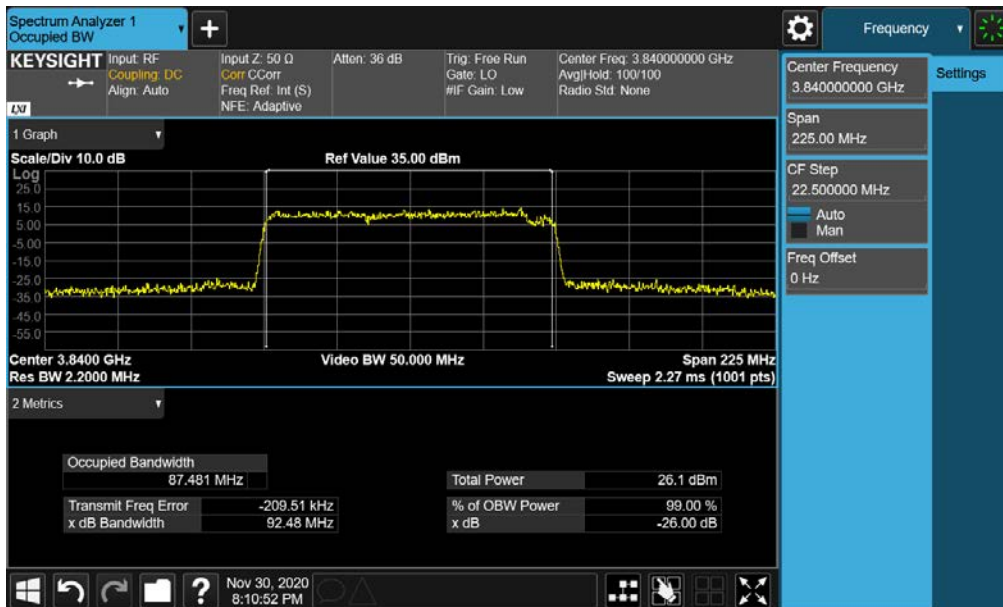 Spectrum Analyzer 1
Occupied BW
+
Frequency
KEYSIGHT
Input: RF
Coupling: DC
Align: Auto
Input Z: 50 Ω
Corr CCorr
Freq Ref: Int (S)
NFE: Adaptive
Atten: 36 dB
Trig: Free Run
Gate: LO
#IF Gain: Low
Center Freq: 3.840000000 GHz
Avg|Hold: 100/100
Radio Std: None
LXI
Center Frequency
3.840000000 GHz
Settings
Span
225.00 MHz
CF Step
22.500000 MHz
Auto
Man
Freq Offset
0 Hz
1 Graph
Scale/Div 10.0 dB
Ref Value 35.00 dBm
Log
25.0
15.0
5.00
-5.00
-15.0
-25.0
-35.0
-45.0
-55.0
Center 3.8400 GHz
Video BW 50.000 MHz
Span 225 MHz
Res BW 2.2000 MHz
Sweep 2.27 ms (1001 pts)
2 Metrics
Occupied Bandwidth
87.481 MHz
Total Power 26.1 dBm
Transmit Freq Error -209.51 kHz
% of OBW Power 99.00 %
x dB Bandwidth 92.48 MHz
x dB -26.00 dB
?
Nov 30, 2020
8:10:52 PM